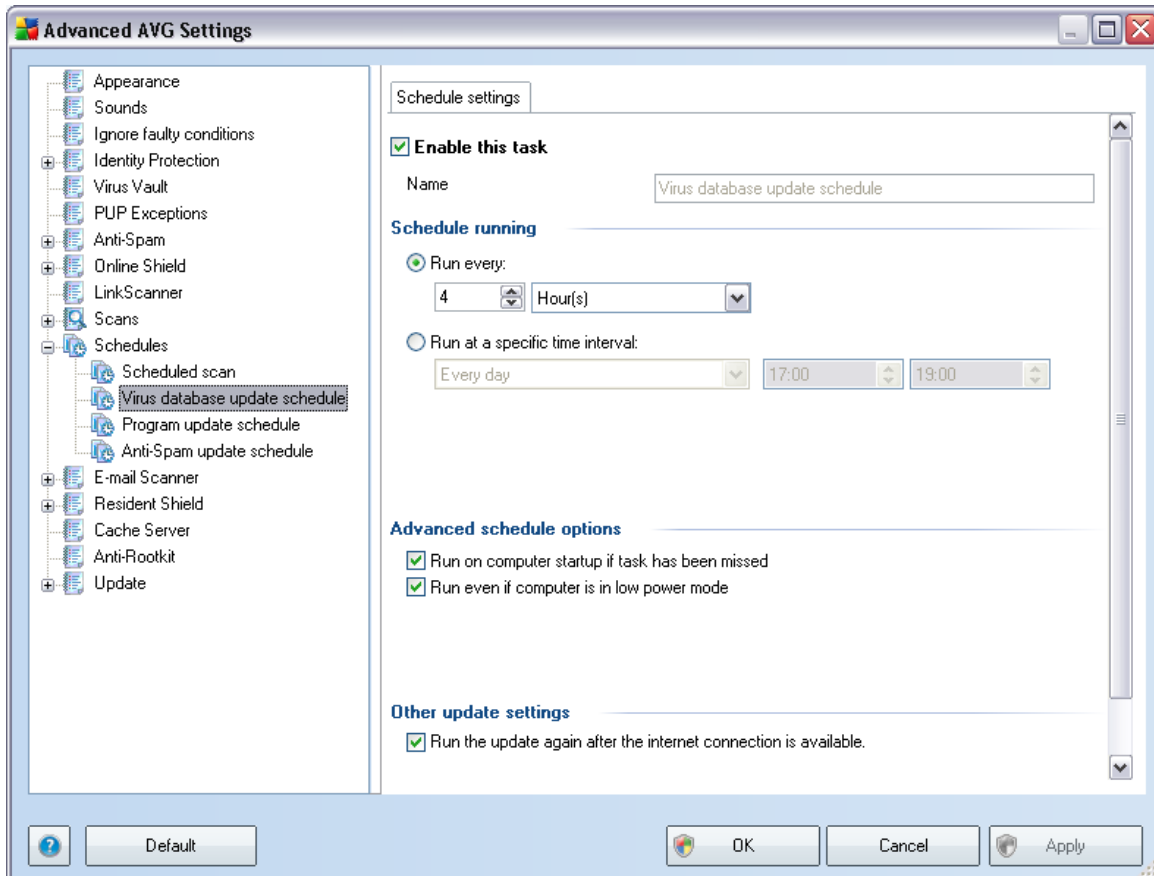 Advanced AVG Settings
Appearance
Sounds
Ignore faulty conditions
Identity Protection
Virus Vault
PUP Exceptions
Anti-Spam
Online Shield
LinkScanner
Scans
Schedules
Scheduled scan
Virus database update schedule
Program update schedule
Anti-Spam update schedule
E-mail Scanner
Resident Shield
Cache Server
Anti-Rootkit
Update
Schedule settings
Enable this task
Name
Virus database update schedule
Schedule running
Run every:
4 Hour(s)
Run at a specific time interval:
Every day 17:00 19:00
Advanced schedule options
Run on computer startup if task has been missed
Run even if computer is in low power mode
Other update settings
Run the update again after the internet connection is available.
? Default OK Cancel Apply